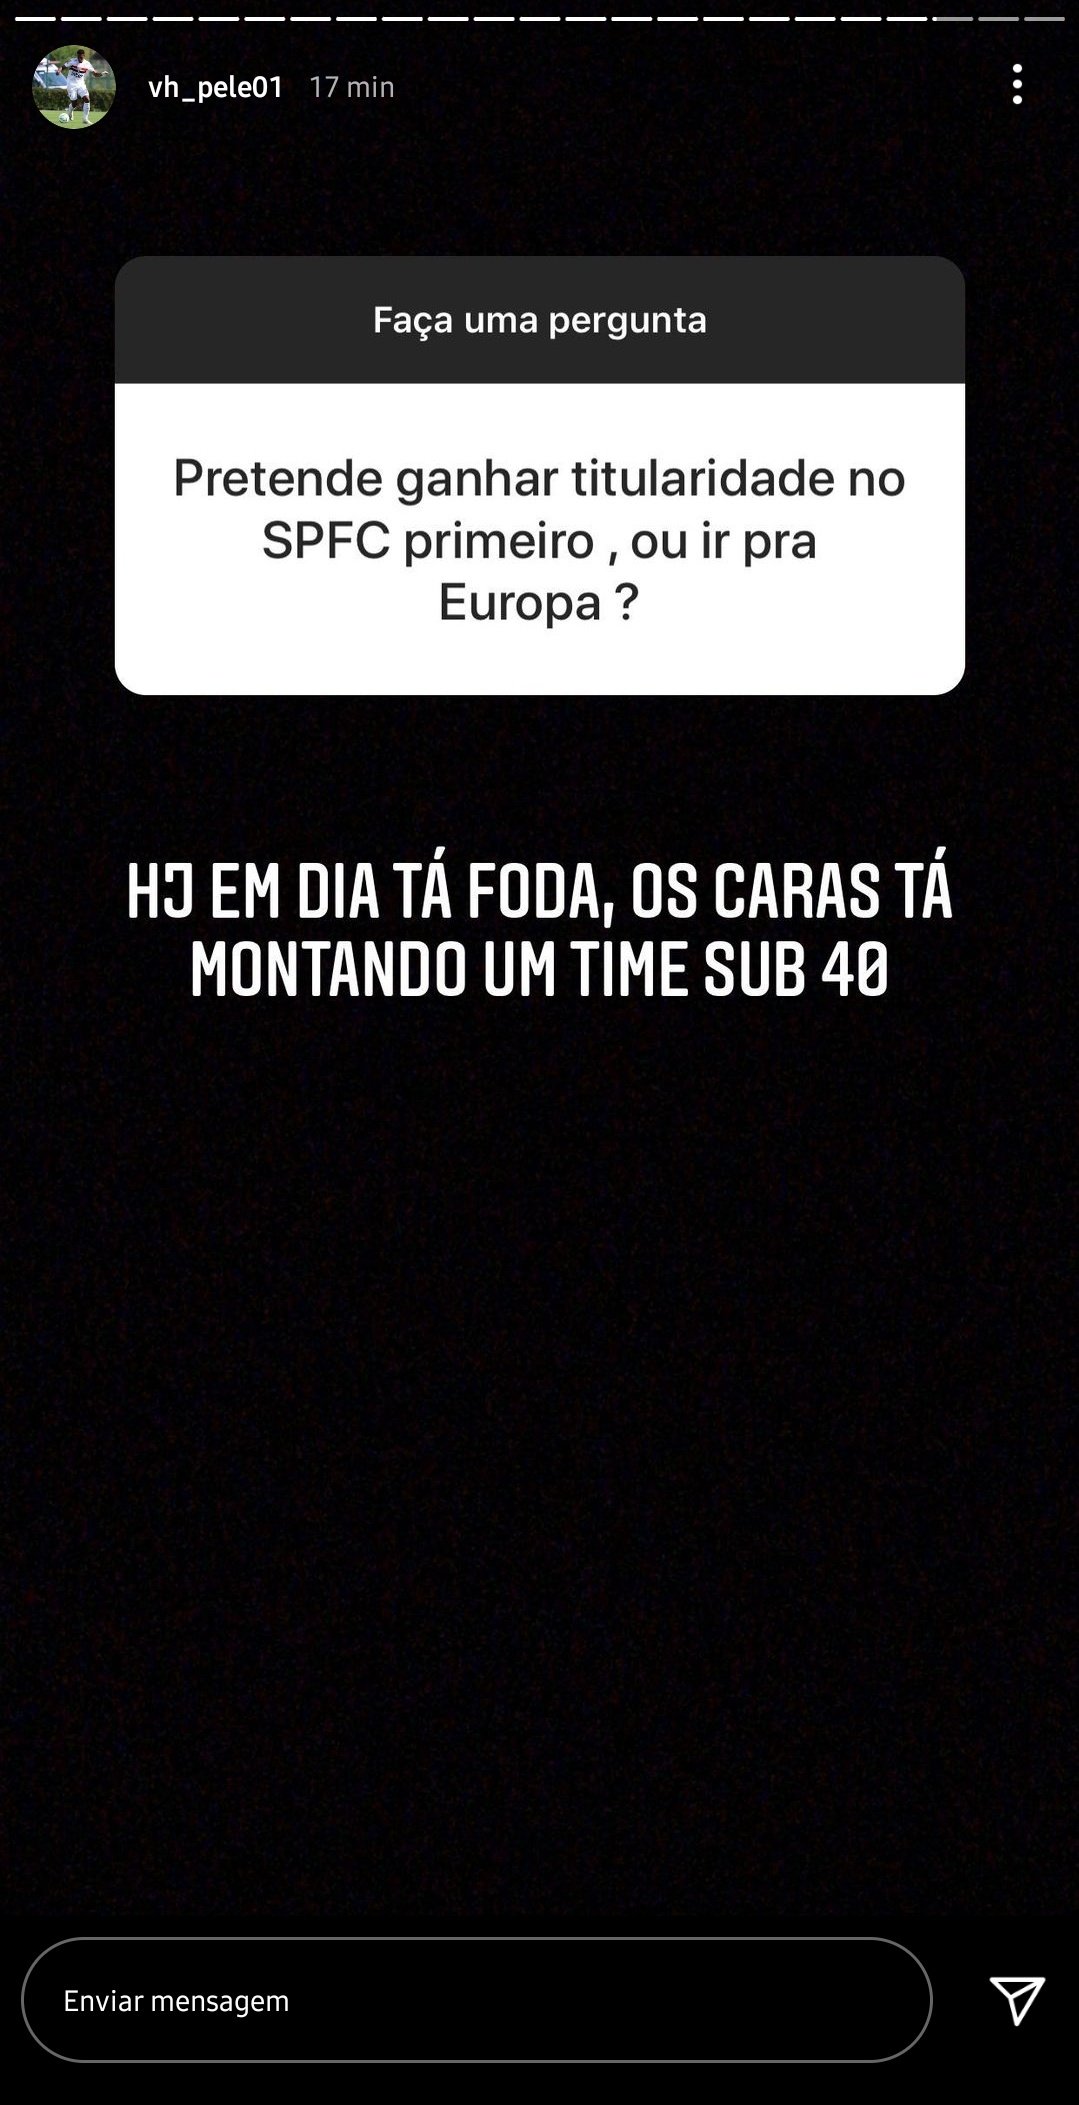 vh_pele01 17 min
Faça uma pergunta
Pretende ganhar titularidade no
SPFC primeiro , ou ir pra
Europa ?
HJ EM DIA TÁ FODA, OS CARAS TÁ
MONTANDO UM TIME SUB 40
Enviar mensagem